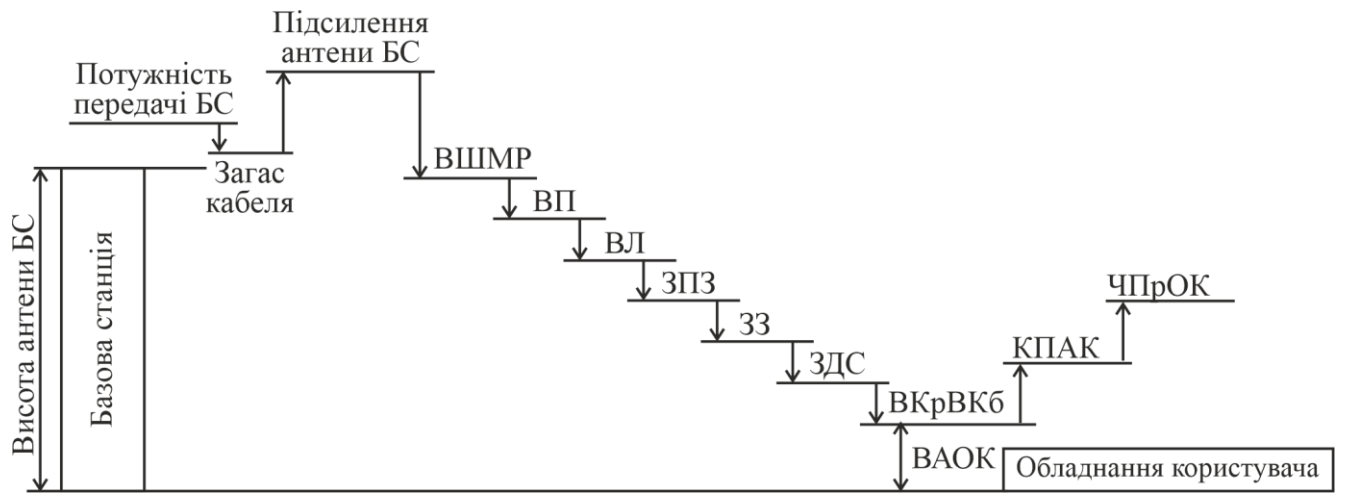 Підсилення
антени БС
Потужність
передачі БС
Загас
кабеля
ВШМР
ВП
ВЛ
ЗПЗ
ЗЗ
ЗДС
ВКрВКб
КПАК
ЧПрОК
ВАОК
Обладнання користувача
Висота антени БС
Базова станція